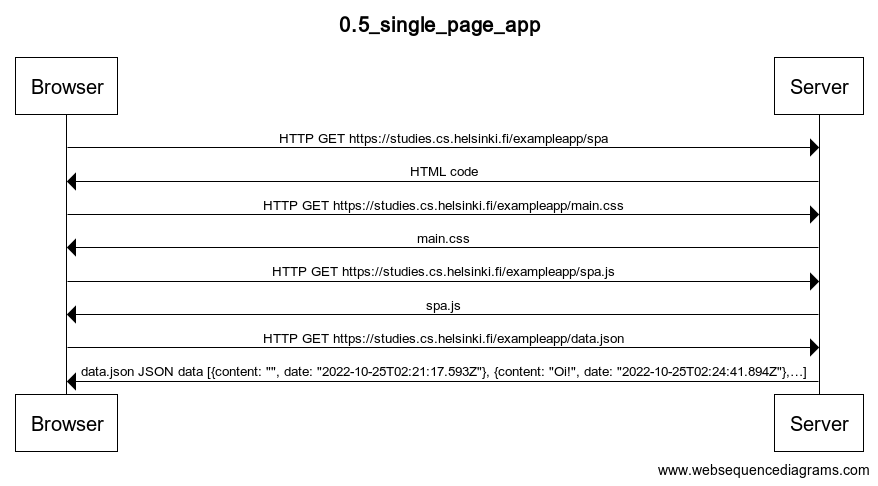 0.5_single_page_app
Browser Server
HTTP GET https://studies.cs.helsinki.fi/exampleapp/spa
HTML code
HTTP GET https://studies.cs.helsinki.fi/exampleapp/main.css
main.css
HTTP GET https://studies.cs.helsinki.fi/exampleapp/spa.js
spa.js
HTTP GET https://studies.cs.helsinki.fi/exampleapp/data.json
data.json JSON data [{content: "", date: "2022-10-25T02:21:17.593Z"}, {content: "Oi!", date: "2022-10-25T02:24:41.894Z"},...]
Browser Server
www.websequencediagrams.com